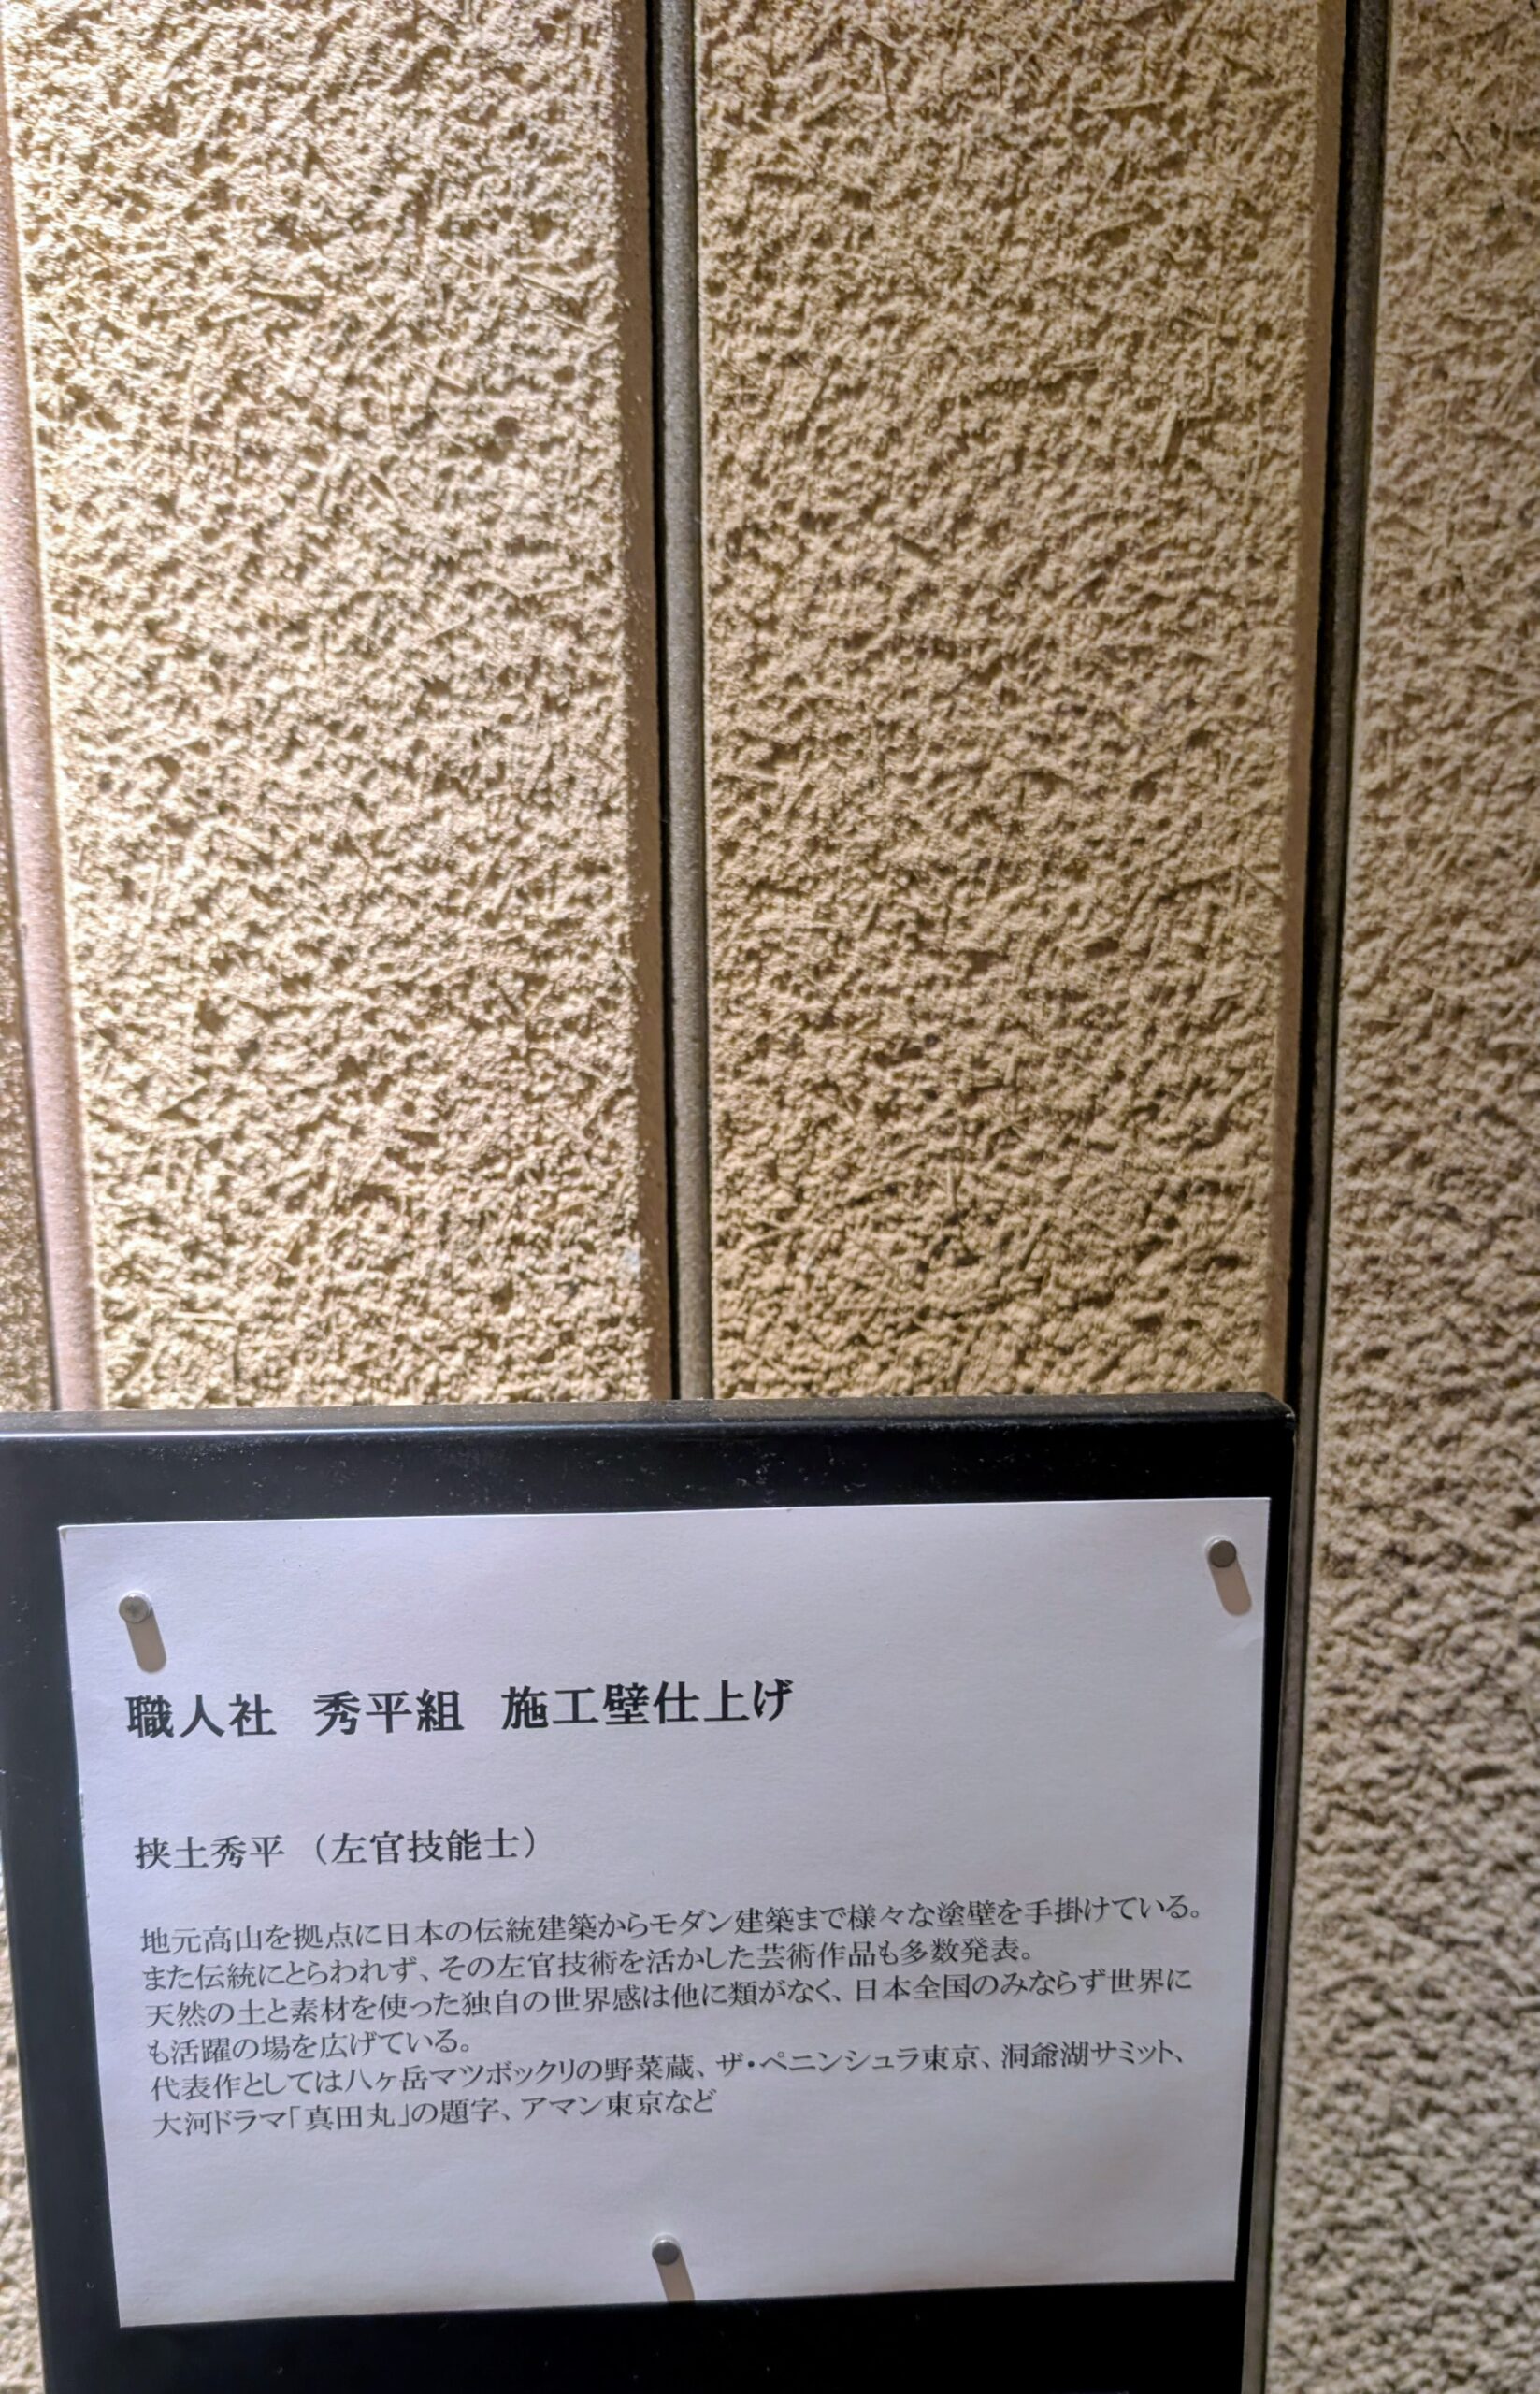 職人社　秀平組　施工壁仕上げ
挾土秀平（左官技能士）
地元高山を拠点に日本の伝統建築からモダン建築まで様々な塗壁を手掛けている。
また伝統にとらわれず、その左官技術を活かした芸術作品も多数発表。
天然の土と素材を使った独自の世界感は他に類がなく、日本全国のみならず世界に
も活躍の場を広げている。
代表作としては八ヶ岳マツボックリの野菜蔵、ザ・ペニンシュラ東京、洞爺湖サミット、
大河ドラマ「真田丸」の題字、アマン東京など